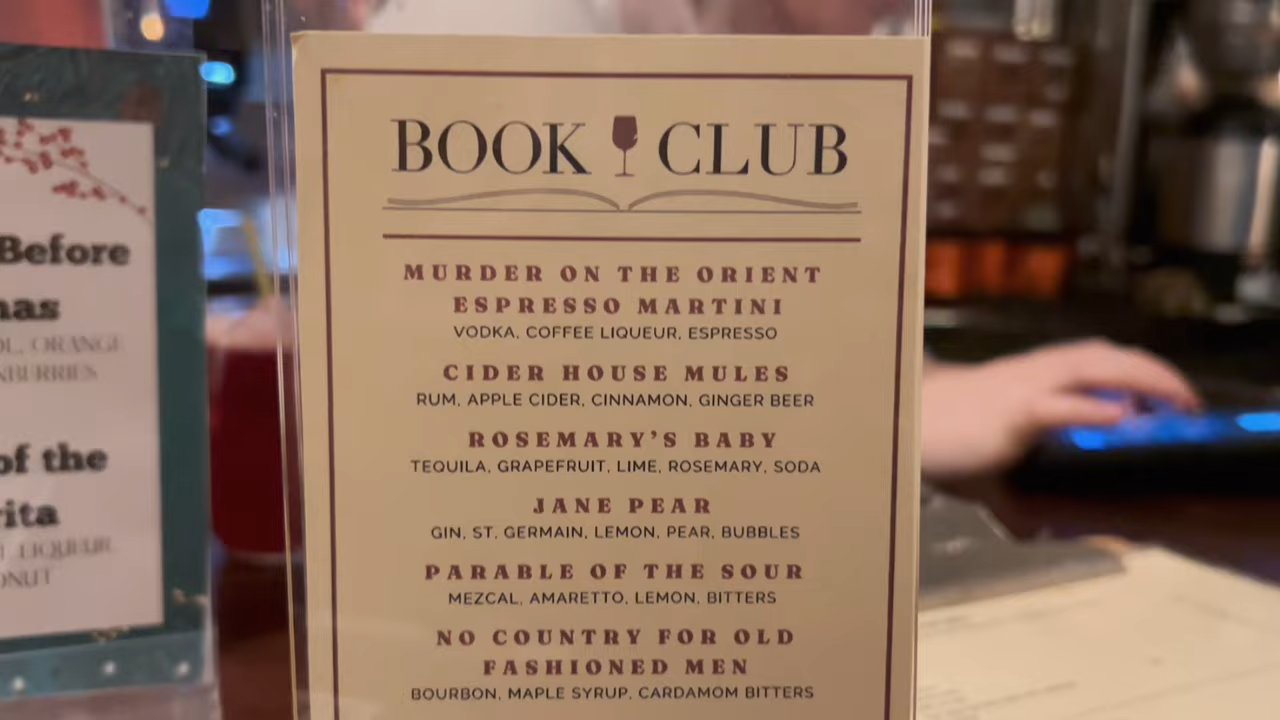 BOOK CLUB
MURDER ON THE ORIENT
ESPRESSO MARTINI
VODKA, COFFEE LIQUEUR, ESPRESSO
CIDER HOUSE MULES
RUM, APPLE CIDER, CINNAMON, GINGER BEER
ROSEMARY'S BABY
TEQUILA, GRAPEFRUIT, LIME, ROSEMARY, SODA
JANE PEAR
GIN, ST. GERMAIN, LEMON, PEAR, BUBBLES
PARABLE OF THE SOUR
MEZCAL, AMARETTO, LEMON, BITTERS
NO COUNTRY FOR OLD
FASHIONED MEN
BOURBON, MAPLE SYRUP, CARDAMOM BITTERS
Before
ORANGE
of the
LIQUEUR